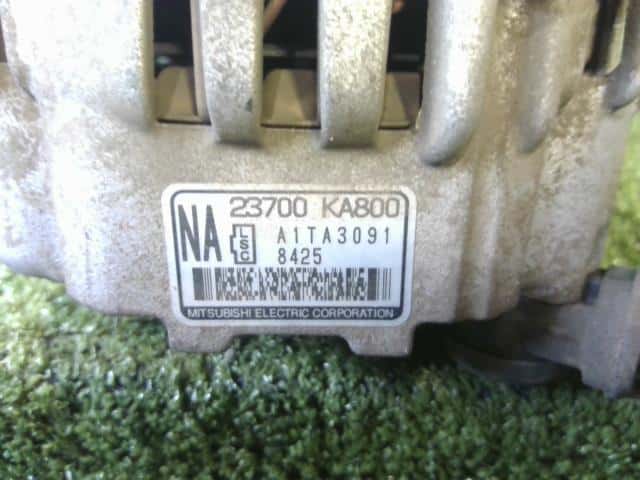 23700 KA800
NA LSC A1TA3091
8425
MITSUBISHI ELECTRIC CORPORATION